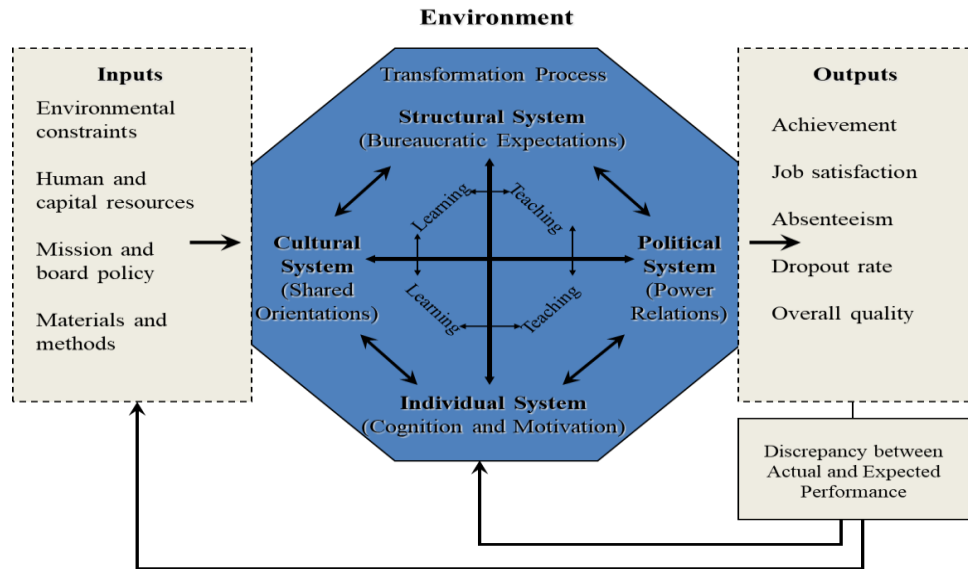 Environment
Inputs
Environmental
constraints
Human and
capital resources
Mission and
board policy
Materials and
methods
Transformation Process
Structural System
(Bureaucratic Expectations)
Learning
Teaching
Cultural
System
(Shared
Orientations)
Political
System
(Power
Relations)
Learning
Teaching
Individual System
(Cognition and Motivation)
Outputs
Achievement
Job satisfaction
Absenteeism
Dropout rate
Overall quality
Discrepancy between
Actual and Expected
Performance